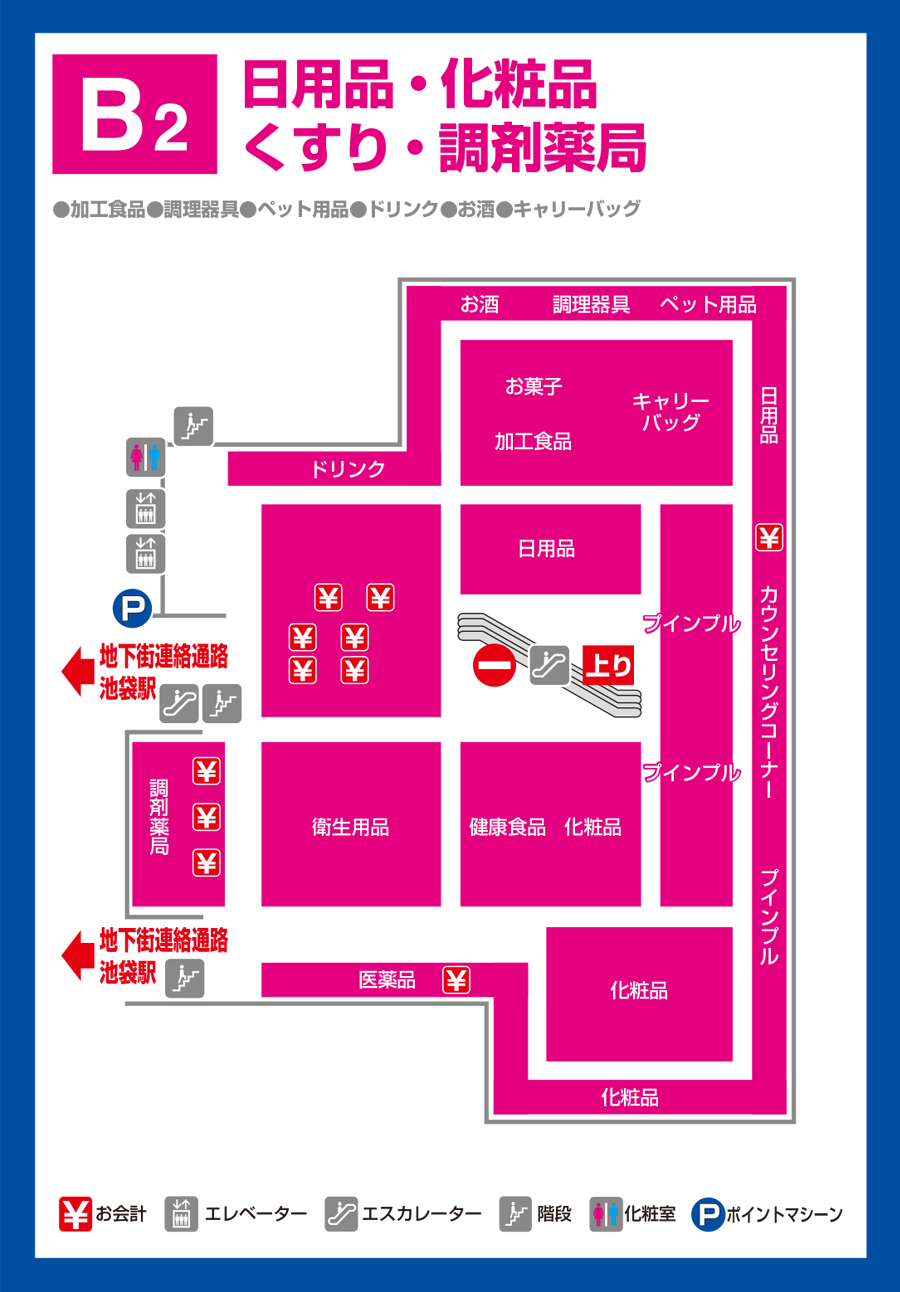 B2
日用品・化粧品
くすり・調剤薬局
●加工食品●調理器具●ペット用品●ドリンク●お酒●キャリーバッグ
お酒 調理器具 ペット用品
お菓子
キャリー
バッグ
日用品
加工食品
ドリンク
日用品
¥
カウンセリングコーナー
¥ ¥
プインプル
¥ ¥
¥ ¥
P
地下街連絡通路
池袋駅
上り
調剤薬局
¥
¥
¥
プインプル
衛生用品
健康食品 化粧品
プインプル
地下街連絡通路
池袋駅
医薬品 ¥
化粧品
化粧品
¥お会計 エレベーター エスカレーター 階段 化粧室 Pポイントマシーン